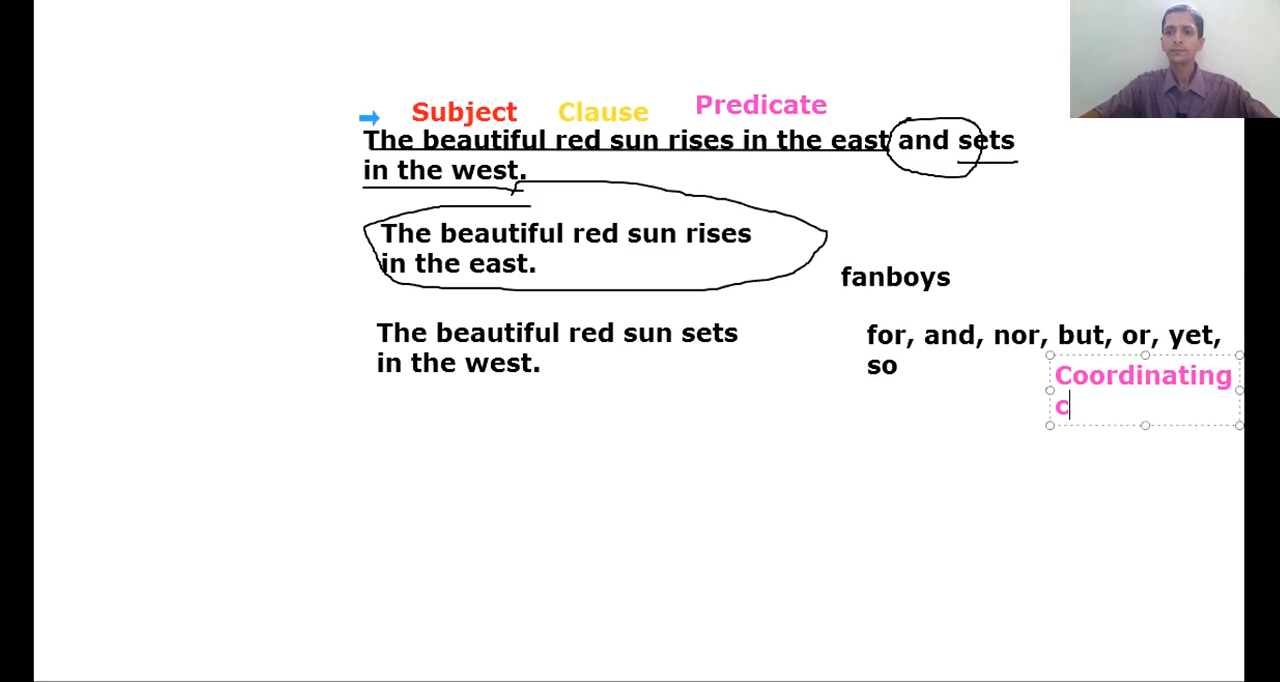 Subject Clause Predicate
The beautiful red sun rises in the east and sets
in the west.
The beautiful red sun rises
in the east.
fanboys
The beautiful red sun sets
in the west.
for, and, nor, but, or, yet,
so
Coordinating
c